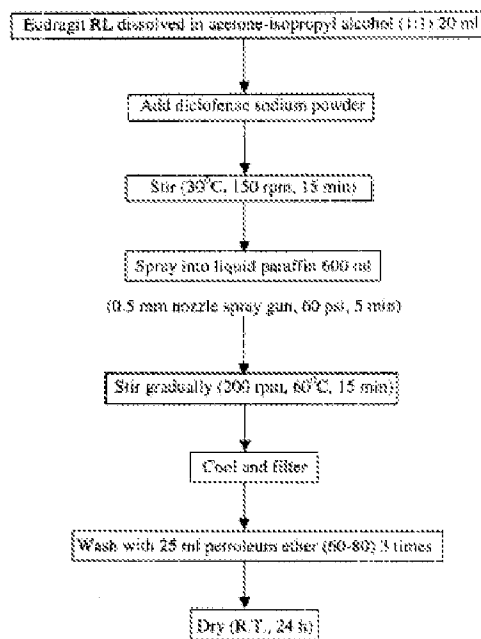 Eudragit RL dissolved in acetone-isopropyl alcohol (1:1) 20 ml
Add diclofense sodium powder
Stir (30°C, 150 rpm, 15 min)
Spray into liquid paraffin 600 ml
(0.5 mm nozzle spray gun, 60 psi, 5 min)
Stir gradually (200 rpm, 60°C, 15 min)
Cool and filter
Wash with 25 ml petroleum ether (60-80) 3 times
Dry (R.T., 24 h)